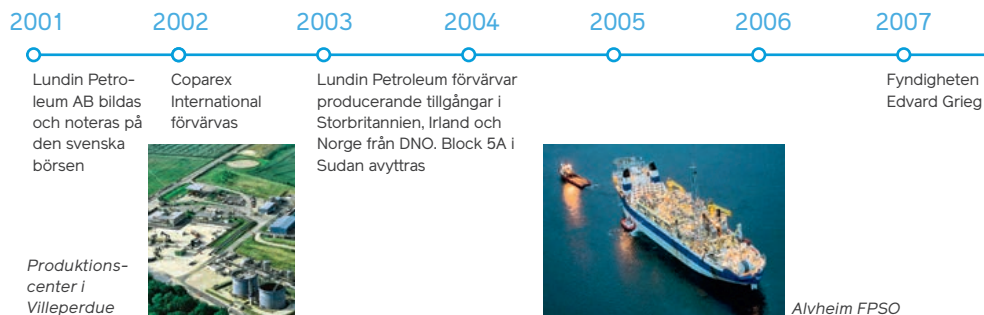 2001 2002 2003 2004 2005 2006 2007
Lundin Petro-
leum AB bildas
och noteras på
den svenska
börsen
Coparex
International
förvärvas
Lundin Petroleum förvärvar
producerande tillgångar i
Storbritannien, Irland och
Norge från DNO. Block 5A i
Sudan avyttras
Fyndigheten
Edvard Grieg
Produktions-
center i
Villeperdue
Alvheim FPSO